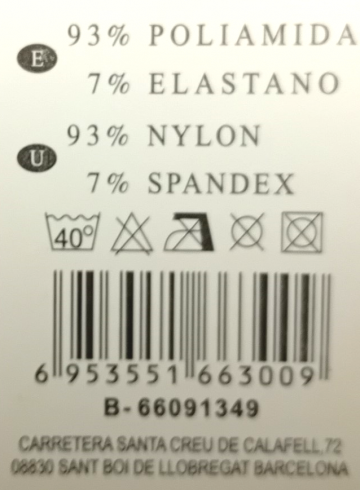 E 93% POLIAMIDA
7% ELASTANO
U 93% NYLON
7% SPANDEX
40°
6 953551 663009
B-66091349
CARRETERA SANTA CREU DE CALAFELL,72
08830 SANT BOI DE LLOBREGAT BARCELONA